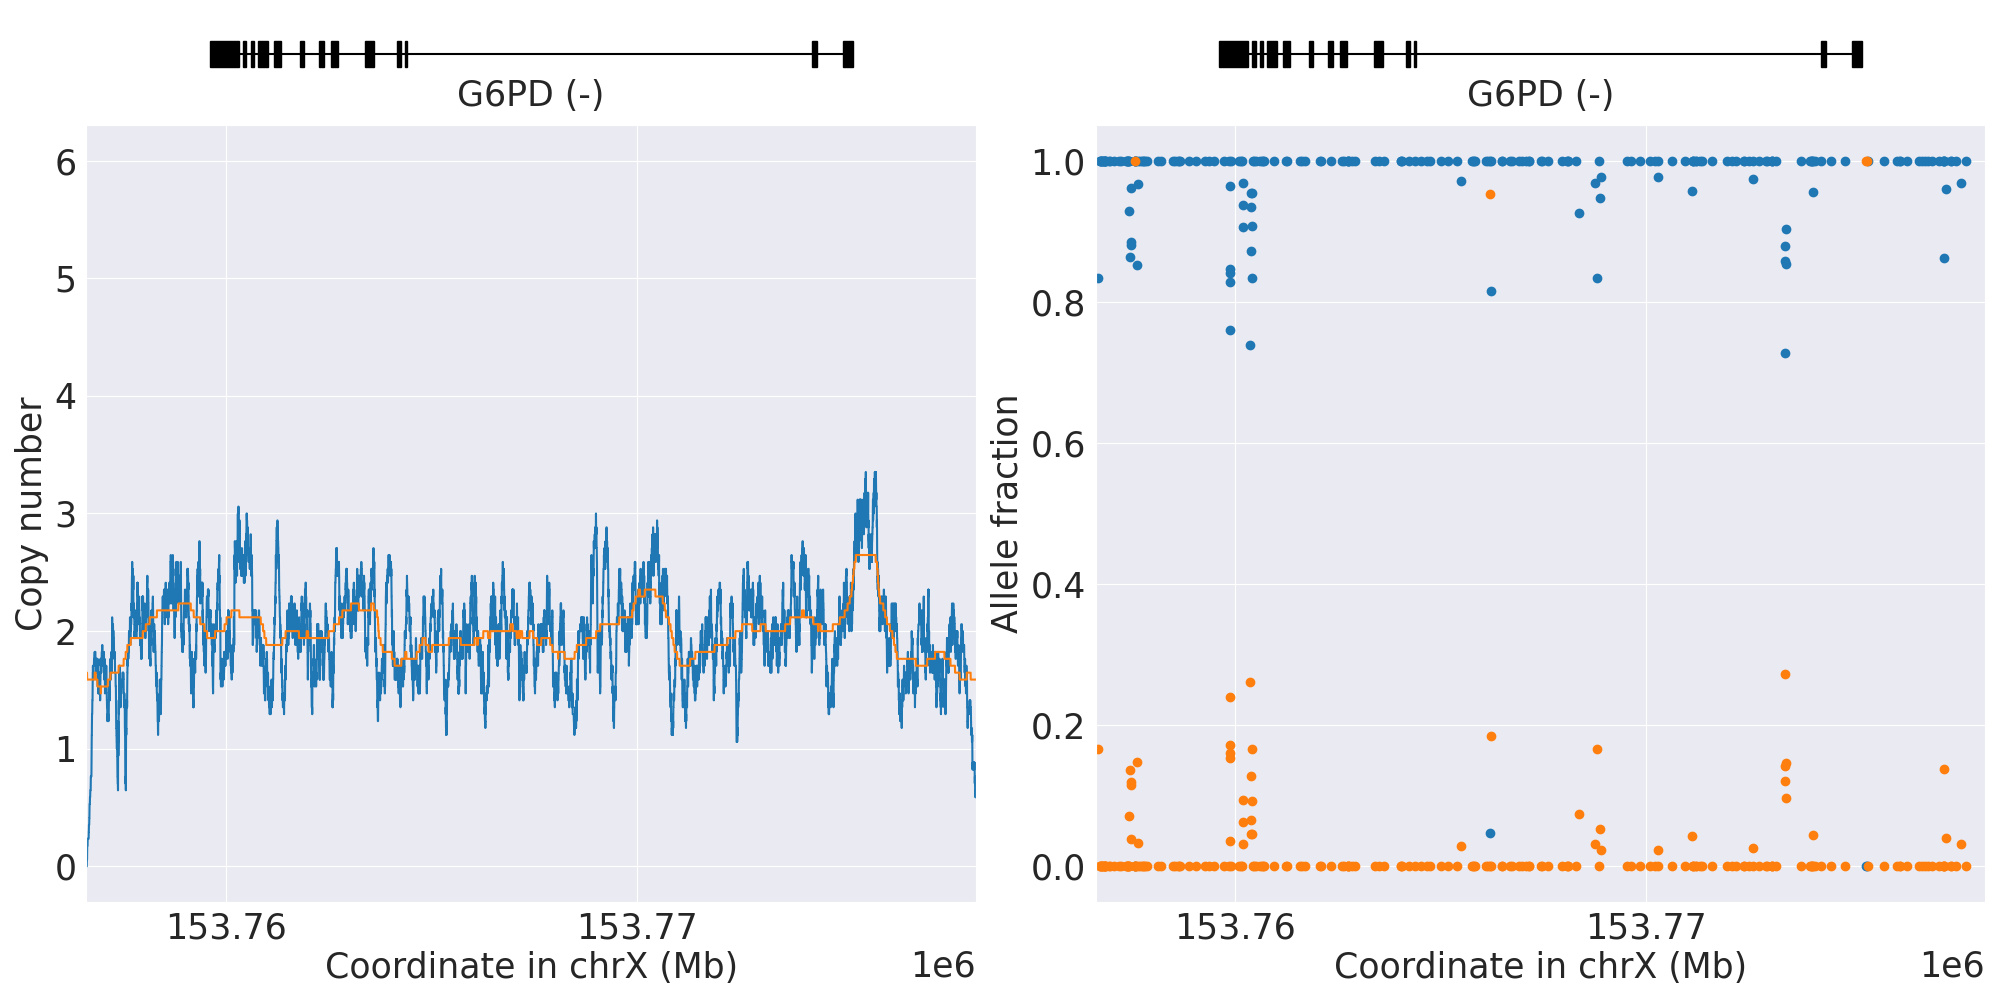 G6PD (-)
G6PD (-)
Copy number
6
5
4
3
2
1
0
153.76
153.77
Coordinate in chrX (Mb)
1e6
Allele fraction
1.0
0.8
0.6
0.4
0.2
0.0
153.76
153.77
Coordinate in chrX (Mb)
1e6